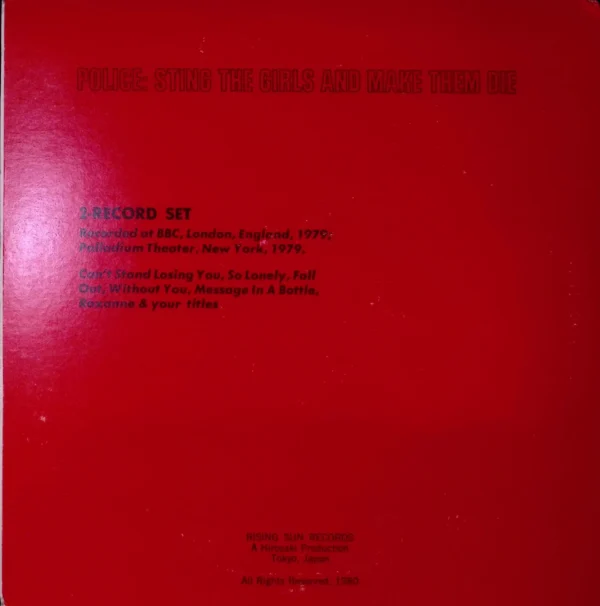 POLICE: STING THE GIRLS AND MAKE THEM DIE
2-RECORD SET
Recorded at BBC, London, England, 1979;
Palladium Theater, New York, 1979.
Can't Stand Losing You, So Lonely, Fall
Out, Without You, Message In A Bottle,
Roxanne & your titles
RISING SUN RECORDS
A Hirosaki Production
Tokyo, Japan
All Rights Reserved, 1980